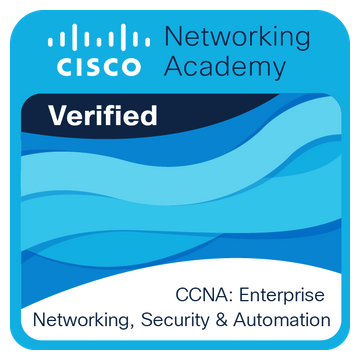 Networking
CISCO Academy
Verified
CCNA: Enterprise
Networking, Security & Automation